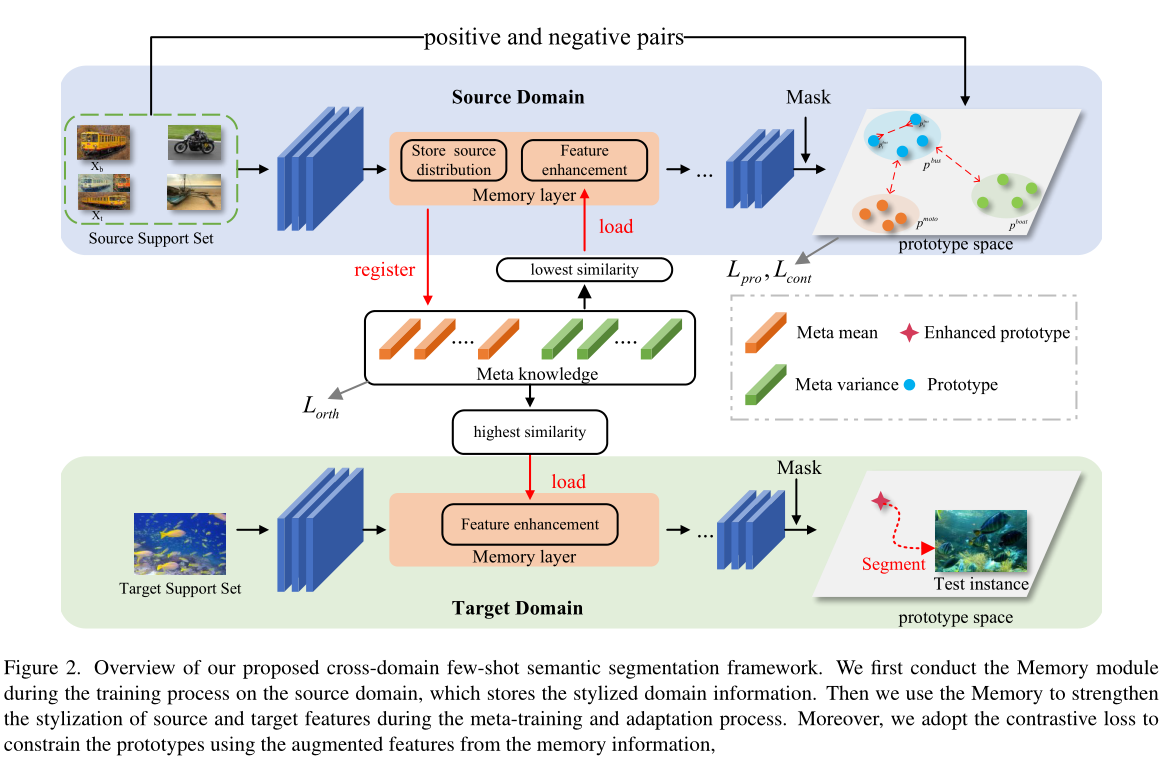 positive and negative pairs
Source Domain
Mask
Store source
distribution
Feature
enhancement
Memory layer
...
X_b
X_t
Source Support Set
p^{bus}
p^{moto}
p^{boat}
prototype space
register
load
lowest similarity
L_{pro}, L_{cont}
....
....
Meta knowledge
L_{orth}
highest similarity
Meta mean
Enhanced prototype
Meta variance
Prototype
load
Mask
Feature enhancement
Memory layer
...
Target Support Set
Target Domain
Segment
Test instance
prototype space
Figure 2. Overview of our proposed cross-domain few-shot semantic segmentation framework. We first conduct the Memory module
during the training process on the source domain, which stores the stylized domain information. Then we use the Memory to strengthen
the stylization of source and target features during the meta-training and adaptation process. Moreover, we adopt the contrastive loss to
constrain the prototypes using the augmented features from the memory information,